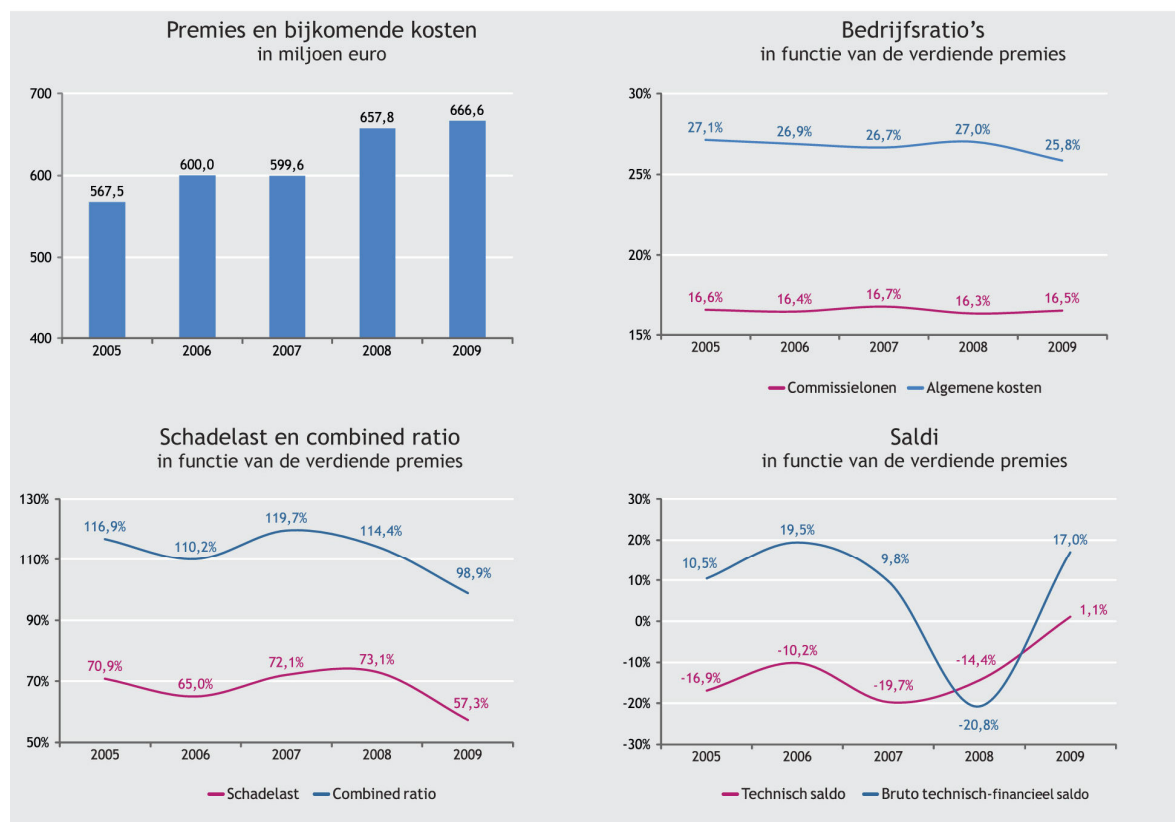 Premies en bijkomende kosten
in miljoen euro
700
600
500
400
567,5
600,0
599,6
657,8
666,6
2005 2006 2007 2008 2009
Bedrijfsratio's
in functie van de verdiende premies
30%
25%
20%
15%
27,1% 26,9% 26,7% 27,0% 25,8%
16,6% 16,4% 16,7% 16,3% 16,5%
2005 2006 2007 2008 2009
Commissielonen Algemene kosten
Schadelast en combined ratio
in functie van de verdiende premies
130%
110%
90%
70%
50%
116,9% 110,2% 119,7% 114,4% 98,9%
70,9% 65,0% 72,1% 73,1% 57,3%
2005 2006 2007 2008 2009
Schadelast Combined ratio
Saldi
in functie van de verdiende premies
30%
20%
10%
0%
-10%
-20%
-30%
10,5% 19,5% 9,8% -20,8% 17,0%
-16,9% -10,2% -19,7% -14,4% 1,1%
2005 2006 2007 2008 2009
Technisch saldo Bruto technisch-financieel saldo